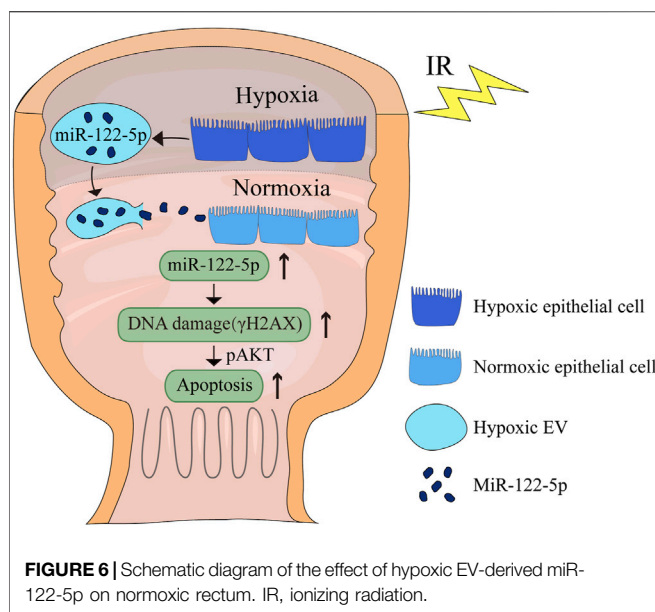 IR
Hypoxia
miR-122-5p
Normoxia
miR-122-5p
DNA damage(γH2AX)
pAKT
Apoptosis
Hypoxic epithelial cell
Normoxic epithelial cell
Hypoxic EV
MiR-122-5p
FIGURE 6 | Schematic diagram of the effect of hypoxic EV-derived miR-
122-5p on normoxic rectum. IR, ionizing radiation.